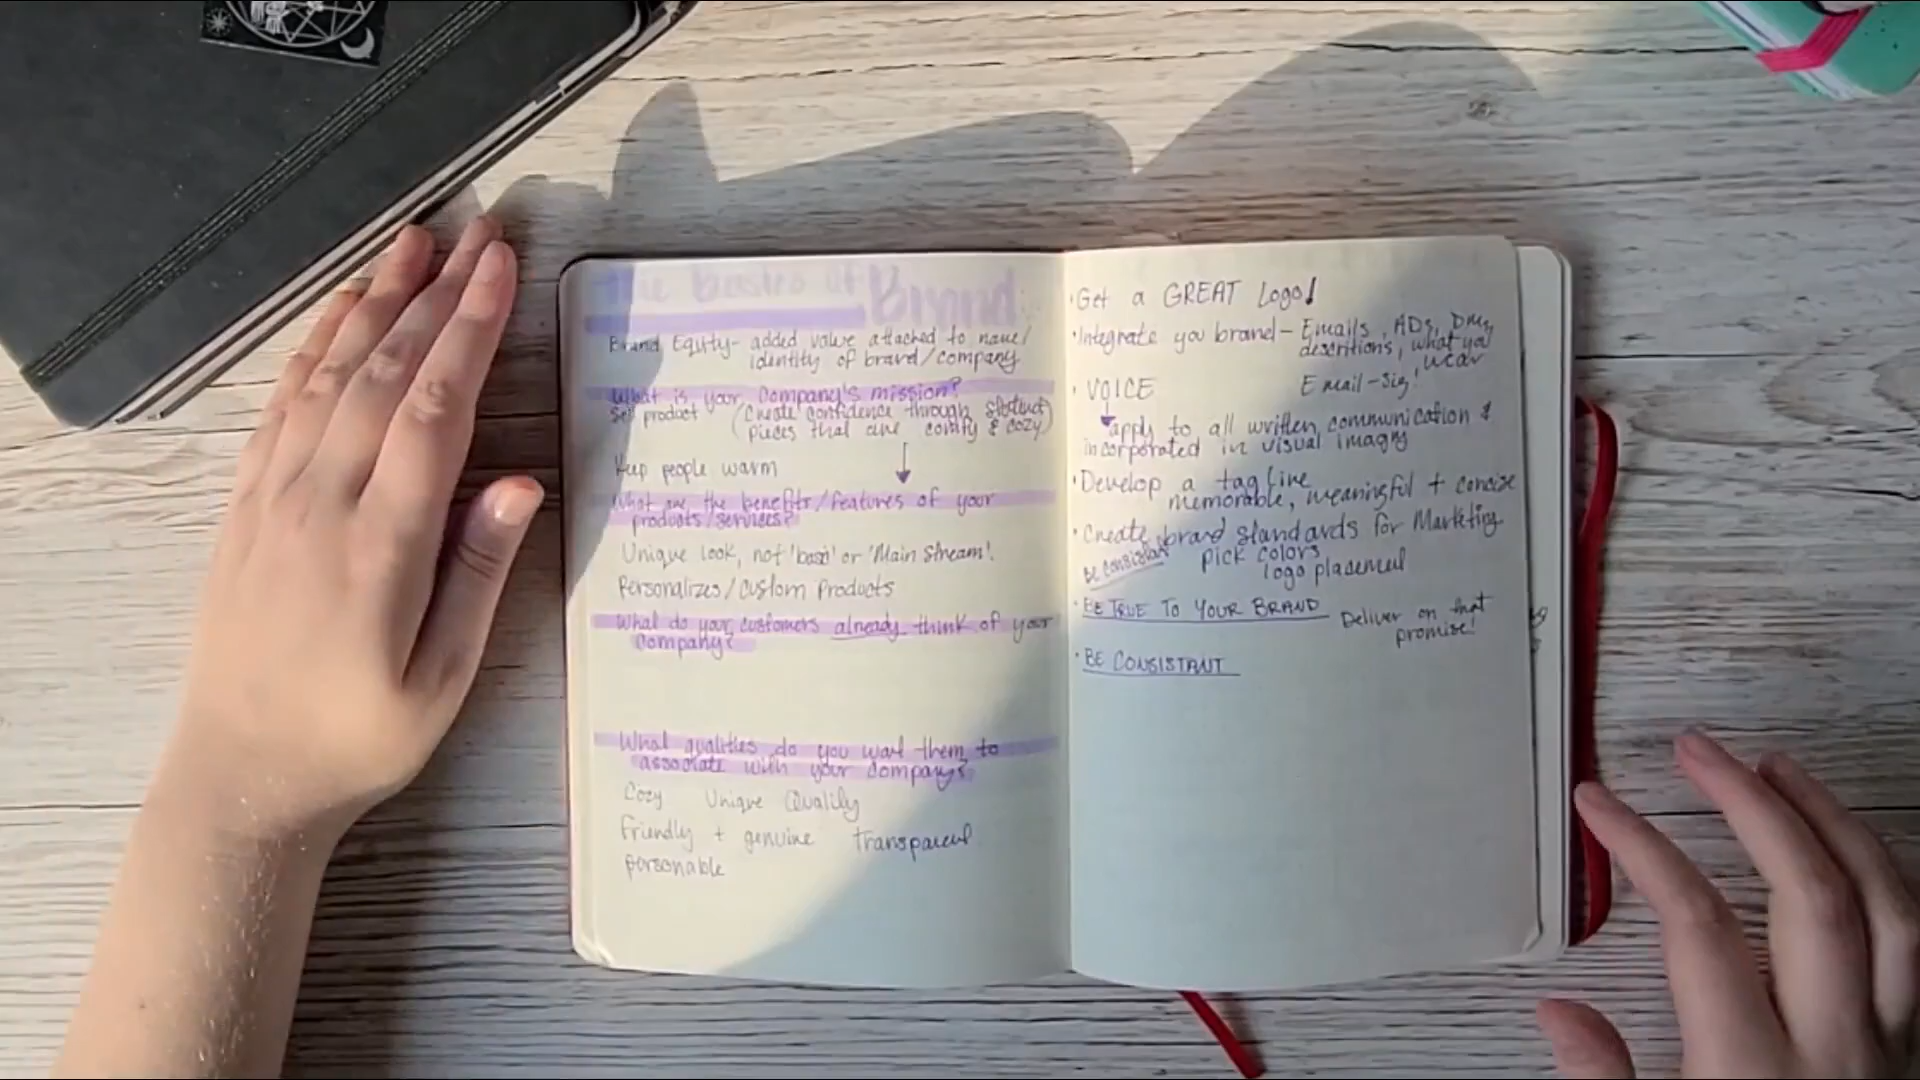 The Basics of Brand
Brand Equity- added value attached to name/
identity of brand/company
What is your Company's mission?
Sell product (Create confidence through
pieces that are comfy & cozy)
Keep people warm
What are the benefits/features of your
products/services?
Unique look, not 'basic' or 'Main Stream'.
Personalizes/Custom Products
What do your customers already think of your
company?
What qualities do you want them to
associate with your company?
Cozy Unique Quality
Friendly + genuine Transparent
personable
· Get a GREAT Logo!
· Integrate you brand- Emails, ADs, DMs,
descritions, what you
wear
Email-Sig!
· VOICE
apply to all written communication &
incorporated in visual imagry
· Develop a tag line
memorable, meaningful + concise
· Create brand standards for Marketing
Be consistant pick colors
logo placement
· BE TRUE TO YOUR BRAND Deliver on that
promise!
· BE CONSISTANT